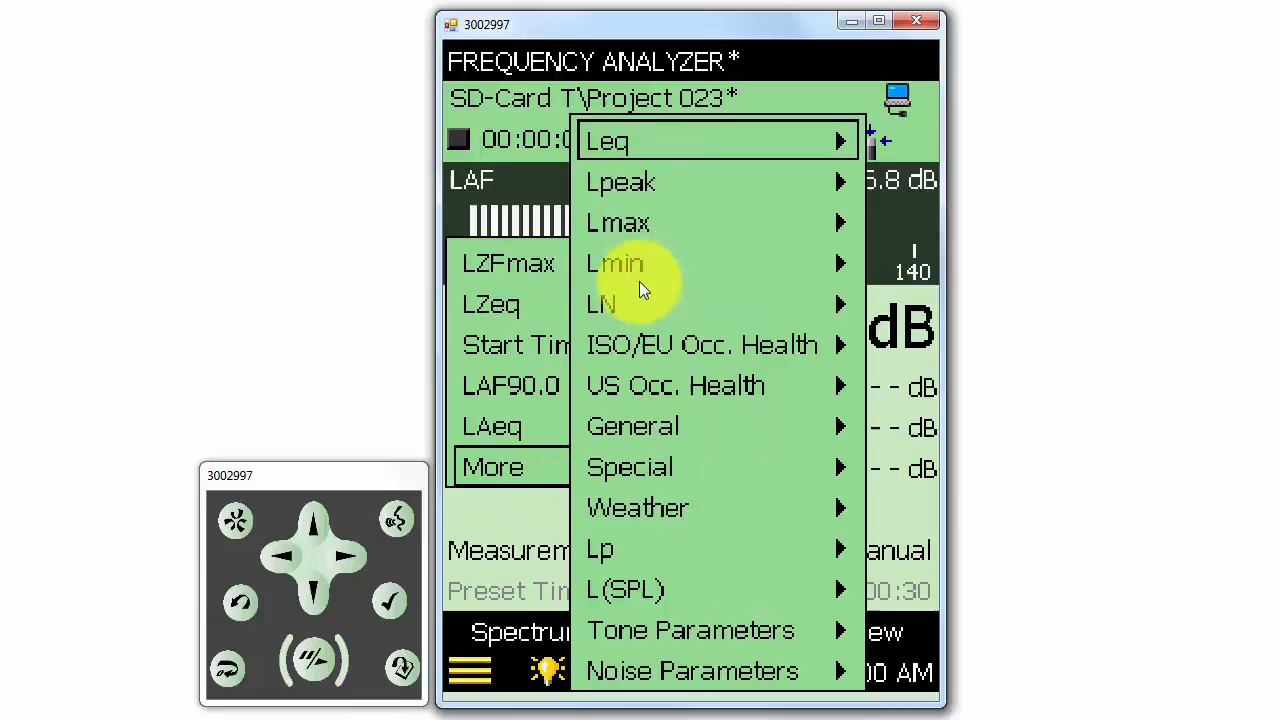 3002997
FREQUENCY ANALYZER*
SD-Card T\Project 023*
00:00:0
LAF
5.8 dB
140
dB
LZFmax
LZeq
Start Tim
LAF90.0
LAeq
More
Leq
Lpeak
Lmax
Lmin
LN
ISO/EU Occ. Health
US Occ. Health
General
Special
Weather
Lp
L(SPL)
Tone Parameters
Noise Parameters
-- dB
-- dB
-- dB
Measurem
anual
Preset Tim
00:30
Spectru
ew
00 AM
3002997